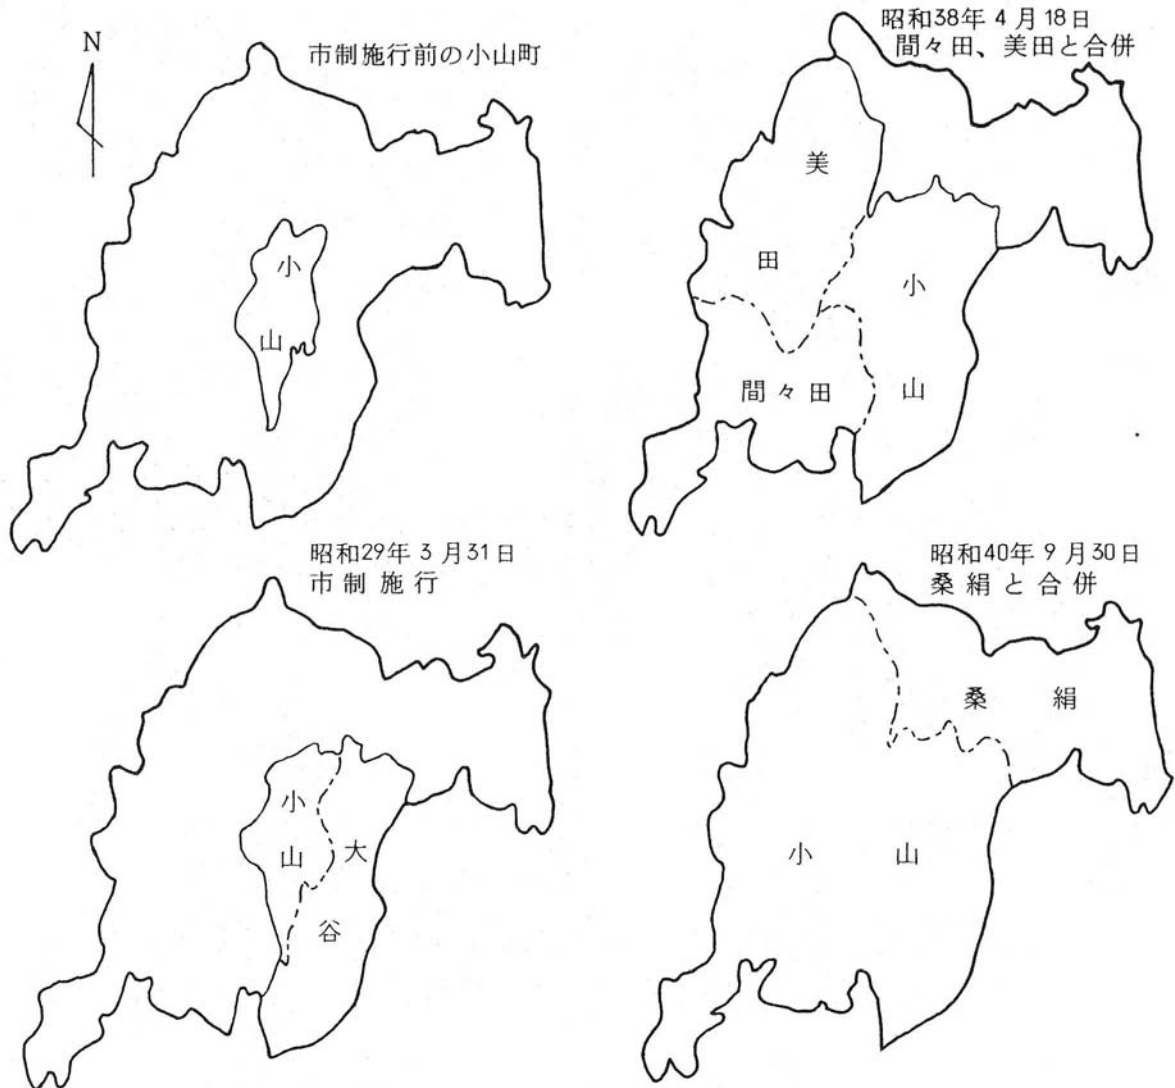 N
市制施行前の小山町
小
山
昭和38年4月18日
間々田、美田と合併
美
田
小
山
間々田
昭和29年3月31日
市制施行
小
山
大
谷
昭和40年9月30日
桑絹と合併
桑絹
小山